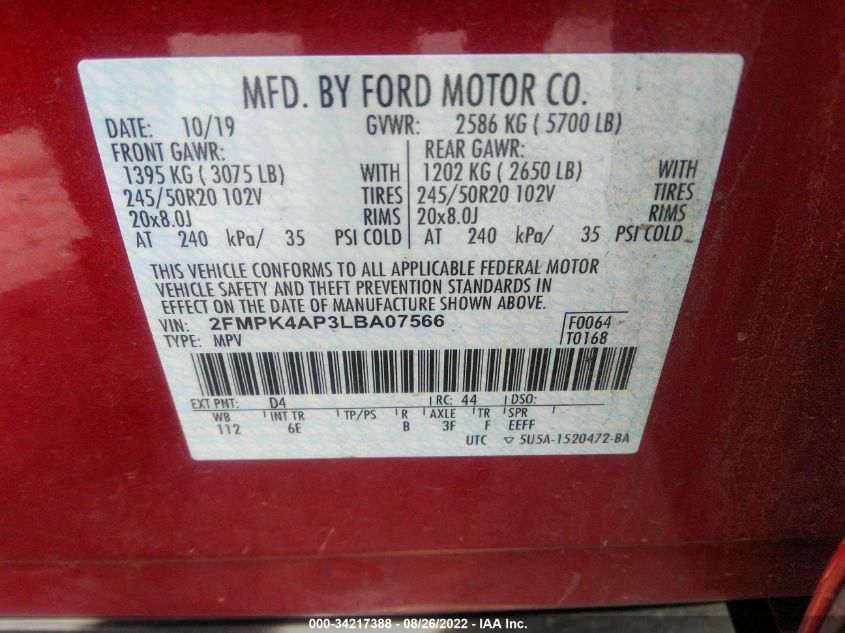 MFD. BY FORD MOTOR CO.
DATE: 10/19 GVWR: 2586 KG ( 5700 LB)
FRONT GAWR: REAR GAWR:
1395 KG ( 3075 LB) WITH 1202 KG ( 2650 LB) WITH
245/50R20 102V TIRES 245/50R20 102V TIRES
20x8.0J RIMS 20x8.0J RIMS
AT 240 kPa/ 35 PSI COLD AT 240 kPa/ 35 PSI COLD
THIS VEHICLE CONFORMS TO ALL APPLICABLE FEDERAL MOTOR
VEHICLE SAFETY AND THEFT PREVENTION STANDARDS IN
EFFECT ON THE DATE OF MANUFACTURE SHOWN ABOVE.
VIN: 2FMPK4AP3LBA07566 F0064
TYPE: MPV T0168
EXT PNT: D4 RC: 44 DSO:
WB INT TR TP/PS R AXLE TR SPR
112 6E B 3F F EEFF
UTC ▽ 5U5A-1520472-BA
000-34217388 - 08/26/2022 - IAA Inc.